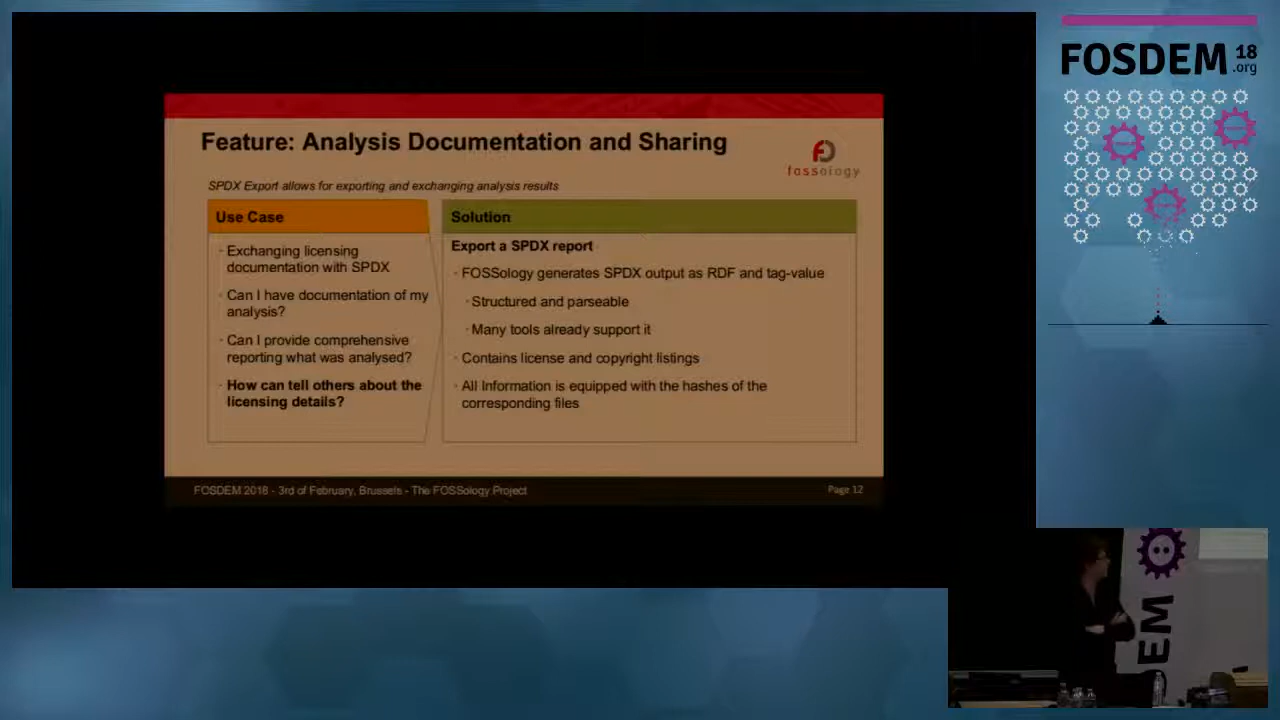 FOSDEM 18
.org
Feature: Analysis Documentation and Sharing
fossology
SPDX Export allows for exporting and exchanging analysis results
Use Case
· Exchanging licensing
documentation with SPDX
· Can I have documentation of my
analysis?
· Can I provide comprehensive
reporting what was analysed?
· How can tell others about the
licensing details?
Solution
Export a SPDX report
· FOSSology generates SPDX output as RDF and tag-value
· Structured and parseable
· Many tools already support it
· Contains license and copyright listings
· All Information is equipped with the hashes of the
corresponding files
FOSDEM 2018 - 3rd of February, Brussels - The FOSSology Project
Page 12
DEM